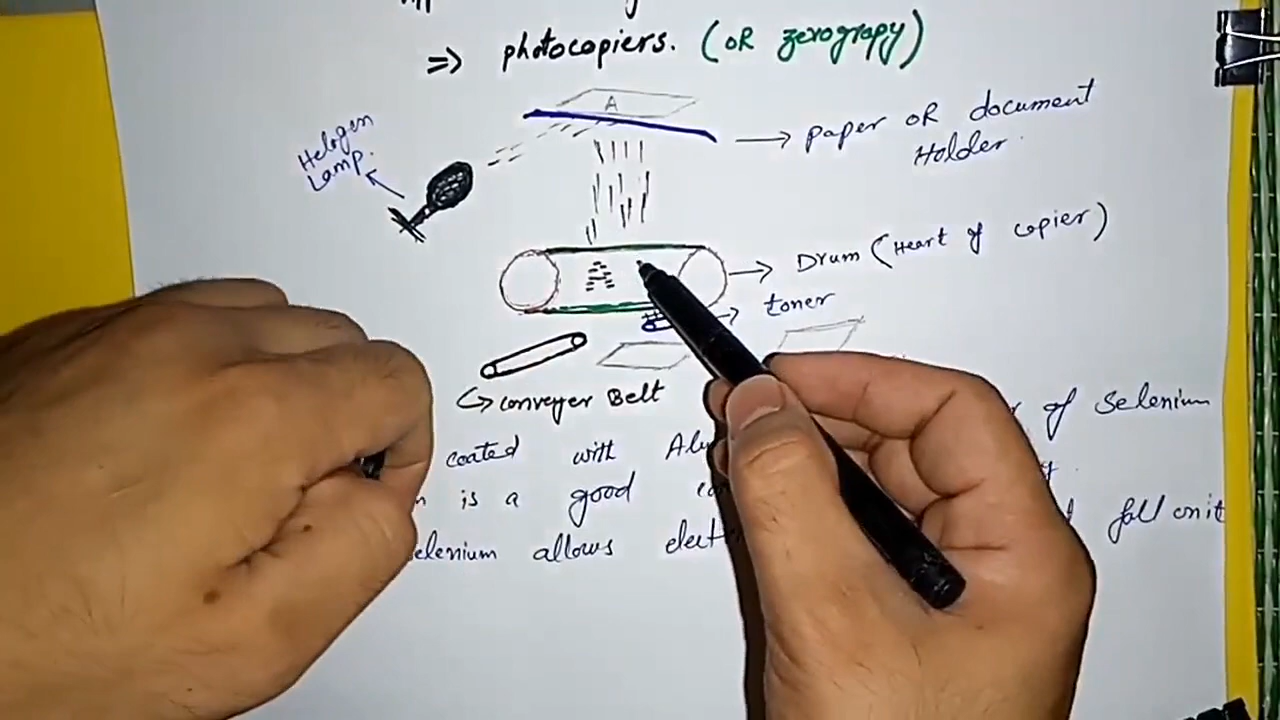 => photocopiers. (OR zerograpy)
A
Helogen
Lamp.
→ paper OR document
Holder.
A
→ Drum (Heart of copier)
→ toner
↳ conveyer Belt
of Selenium
coated with
is a good
fall on it
allows